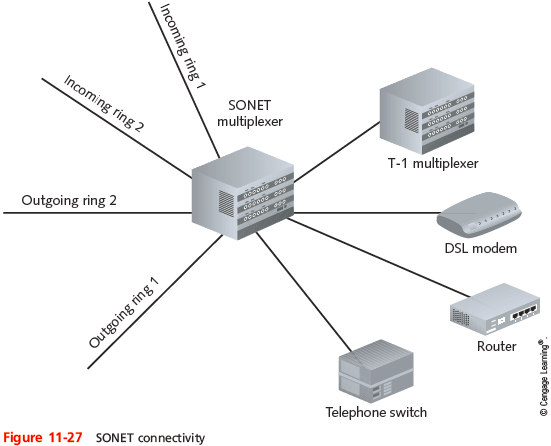 Incoming ring 1
Incoming ring 2
SONET
multiplexer
T-1 multiplexer
Outgoing ring 2
DSL modem
Outgoing ring 1
Router
Telephone switch
© Cengage Learning®.
Figure 11-27 SONET connectivity